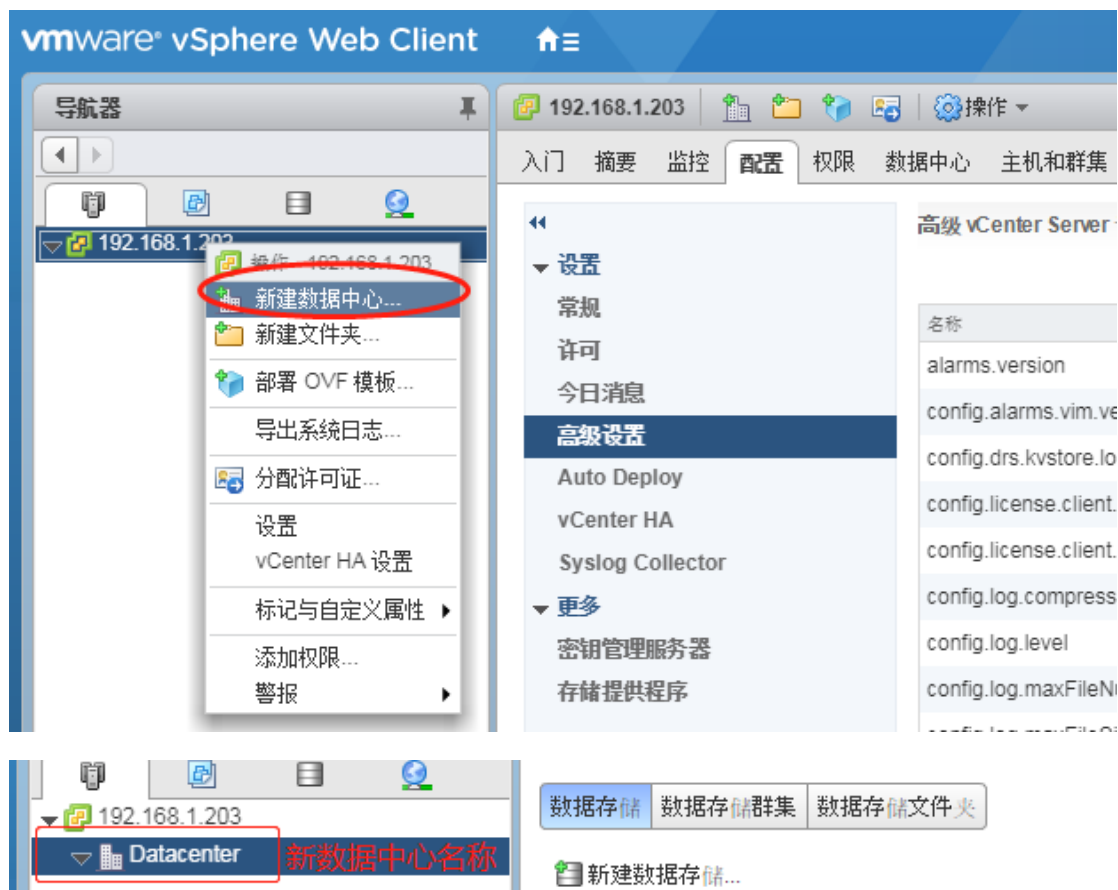 vmware® vSphere Web Client
导航器
192.168.1.203
操作
入门 摘要 监控 配置 权限 数据中心 主机和群集
192.168.1.203
操作 - 192.168.1.203
新建数据中心...
新建文件夹...
部署 OVF 模板...
导出系统日志...
分配许可证...
设置
vCenter HA 设置
标记与自定义属性
添加权限...
警报
设置
常规
许可
今日消息
高级设置
Auto Deploy
vCenter HA
Syslog Collector
更多
密钥管理服务器
存储提供程序
高级 vCenter Server
名称
alarms.version
config.alarms.vim.ve
config.drs.kvstore.lo
config.license.client.
config.license.client.
config.log.compress
config.log.level
config.log.maxFileNu
192.168.1.203
Datacenter 新数据中心名称
数据存储 数据存储群集 数据存储文件夹
新建数据存储...